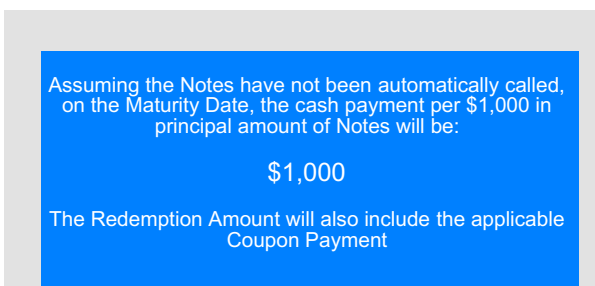 Assuming the Notes have not been automatically called,
on the Maturity Date, the cash payment per $1,000 in
principal amount of Notes will be:
$1,000
The Redemption Amount will also include the applicable
Coupon Payment